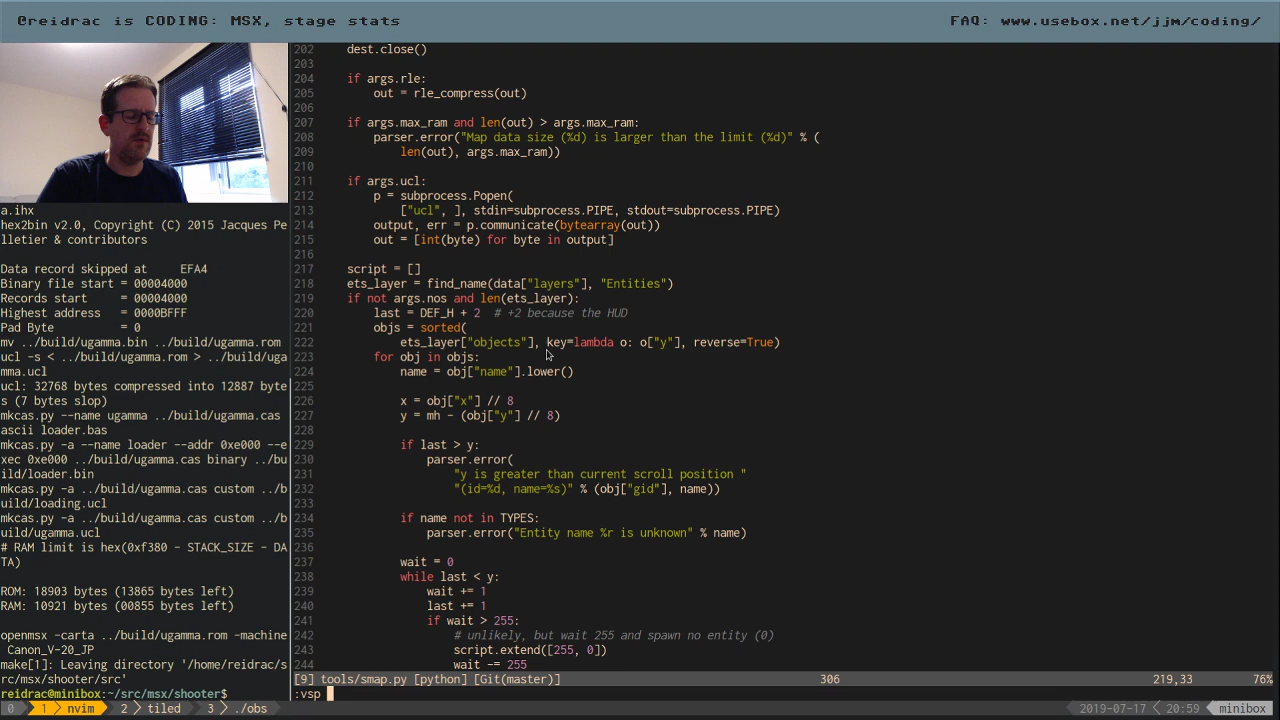 @reidrac is CODING: MSX, stage stats
FAQ: www.usebox.net/jjm/coding/
a.ihx
hex2bin v2.0, Copyright (C) 2015 Jacques Pe
lletier & contributors
Data record skipped at     EFA4
Binary file start = 00004000
Records start     = 00004000
Highest address   = 0000BFFF
Pad Byte          = 0
mv ../build/ugamma.bin ../build/ugamma.rom
ucl -s < ../build/ugamma.rom > ../build/uga
mma.ucl
ucl: 32768 bytes compressed into 12887 byte
s (7 bytes slop)
mkcas.py --name ugamma ../build/ugamma.cas
ascii loader.bas
mkcas.py -a --name loader --addr 0xe000 --e
xec 0xe000 ../build/ugamma.cas binary ../bu
ild/loader.bin
mkcas.py -a ../build/ugamma.cas custom ../b
uild/loading.ucl
mkcas.py -a ../build/ugamma.cas custom ../b
uild/ugamma.ucl
# RAM limit is hex(0xf380 - STACK_SIZE - DA
TA)
ROM: 18903 bytes (13865 bytes left)
RAM: 10921 bytes (00855 bytes left)
openmsx -carta ../build/ugamma.rom -machine
 Canon_V-20_JP
make[1]: Leaving directory '/home/reidrac/s
rc/msx/shooter/src'
reidrac@minibox:~/src/msx/shooter$
202     dest.close()
203
204     if args.rle:
205         out = rle_compress(out)
206
207     if args.max_ram and len(out) > args.max_ram:
208         parser.error("Map data size (%d) is larger than the limit (%d)" % (
209             len(out), args.max_ram))
210
211     if args.ucl:
212         p = subprocess.Popen(
213             ["ucl", ], stdin=subprocess.PIPE, stdout=subprocess.PIPE)
214         output, err = p.communicate(bytearray(out))
215         out = [int(byte) for byte in output]
216
217     script = []
218     ets_layer = find_name(data["layers"], "Entities")
219     if not args.nos and len(ets_layer):
220         last = DEF_H + 2  # +2 because the HUD
221         objs = sorted(
222             ets_layer["objects"], key=lambda o: o["y"], reverse=True)
223         for obj in objs:
224             name = obj["name"].lower()
225
226             x = obj["x"] // 8
227             y = mh - (obj["y"] // 8)
228
229             if last > y:
230                 parser.error(
231                     "y is greater than current scroll position "
232                     "(id=%d, name=%s)" % (obj["gid"], name))
233
234             if name not in TYPES:
235                 parser.error("Entity name %r is unknown" % name)
236
237             wait = 0
238             while last < y:
239                 wait += 1
240                 last += 1
241                 if wait > 255:
242                     # unlikely, but wait 255 and spawn no entity (0)
243                     script.extend([255, 0])
244                     wait -= 255
[9] tools/smap.py [python] [Git(master)] 306 219,33 76%
:vsp
0 1 nvim 2 tiled 3 ./obs 2019-07-17 20:59 minibox